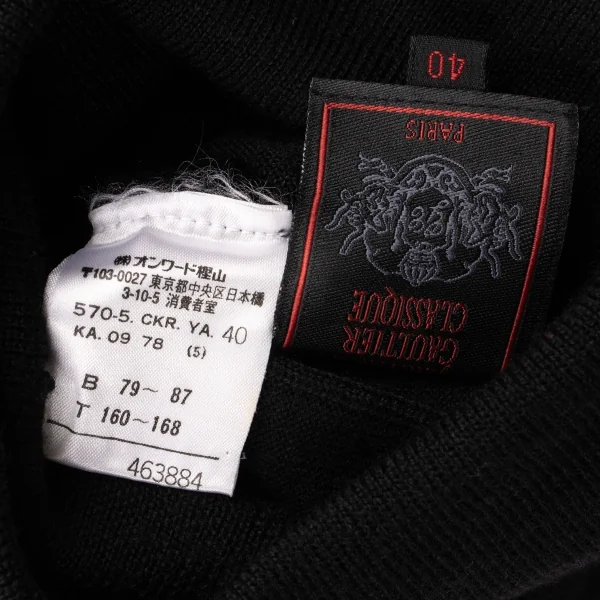 40
GAULTIER
CLASSIQUE
PARIS
㈱ オンワード樫山
〒103-0027 東京都中央区日本橋
3-10-5 消費者室
570-5. CKR. YA. 40
KA. 09 78 (5)
B 79～ 87
T 160～168
463884